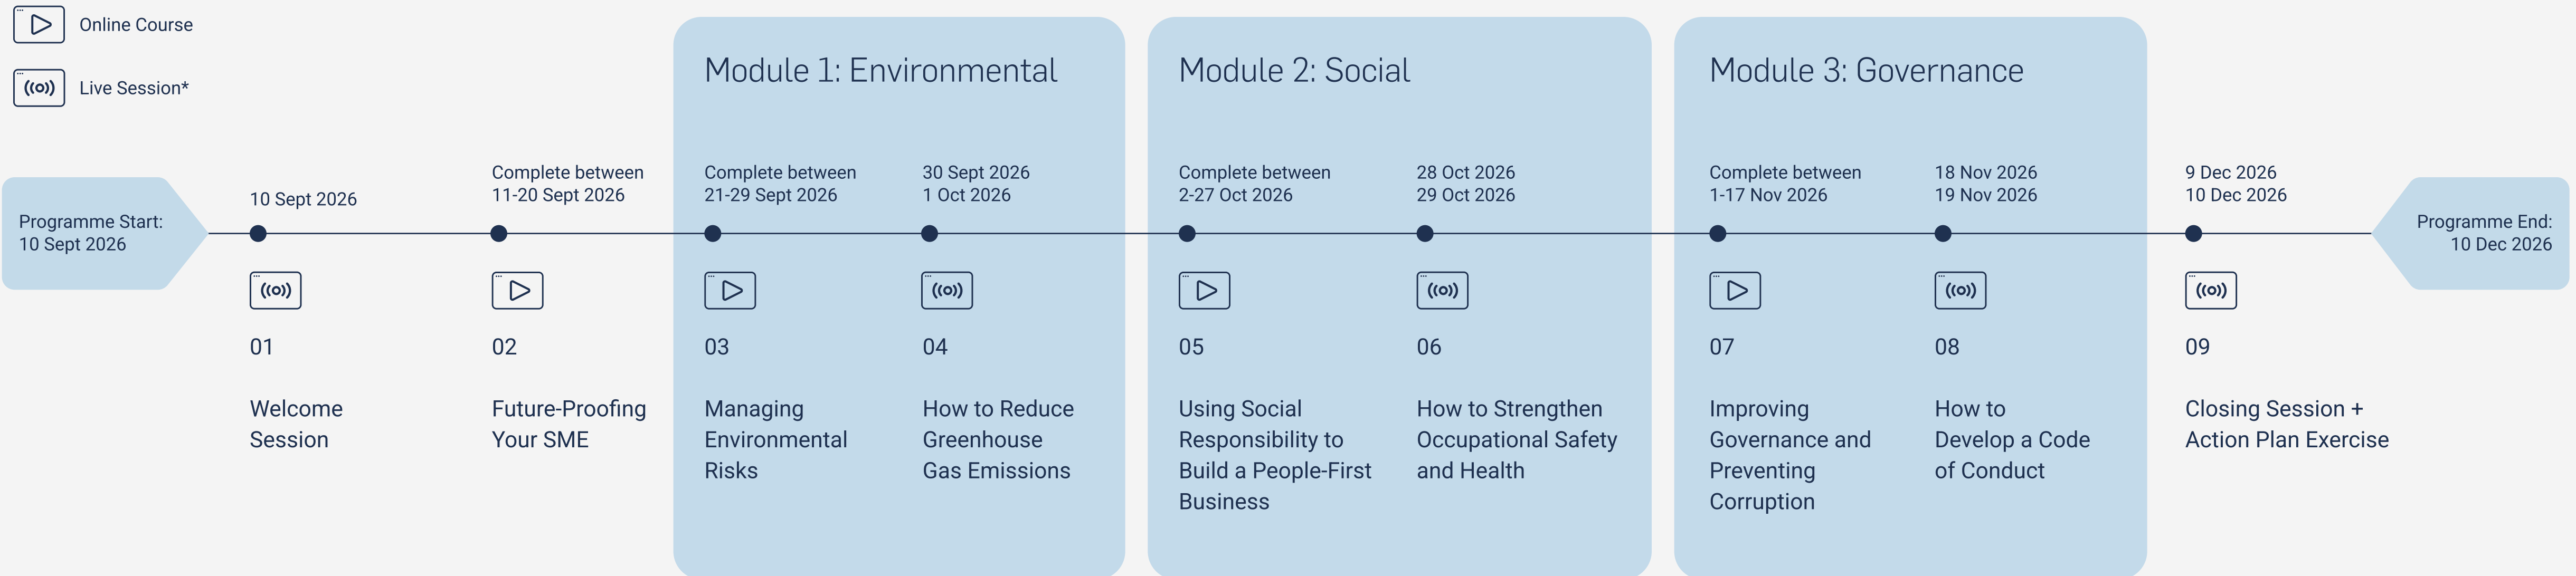 Online Course
Live Session*
Programme Start:
10 Sept 2026
10 Sept 2026
01
Welcome
Session
Complete between
11-20 Sept 2026
02
Future-Proofing
Your SME
Module 1: Environmental
Complete between
21-29 Sept 2026
03
Managing
Environmental
Risks
30 Sept 2026
1 Oct 2026
04
How to Reduce
Greenhouse
Gas Emissions
Module 2: Social
Complete between
2-27 Oct 2026
05
Using Social
Responsibility to
Build a People-First
Business
28 Oct 2026
29 Oct 2026
06
How to Strengthen
Occupational Safety
and Health
Module 3: Governance
Complete between
1-17 Nov 2026
07
Improving
Governance and
Preventing
Corruption
18 Nov 2026
19 Nov 2026
08
How to
Develop a Code
of Conduct
9 Dec 2026
10 Dec 2026
09
Closing Session +
Action Plan Exercise
Programme End:
10 Dec 2026